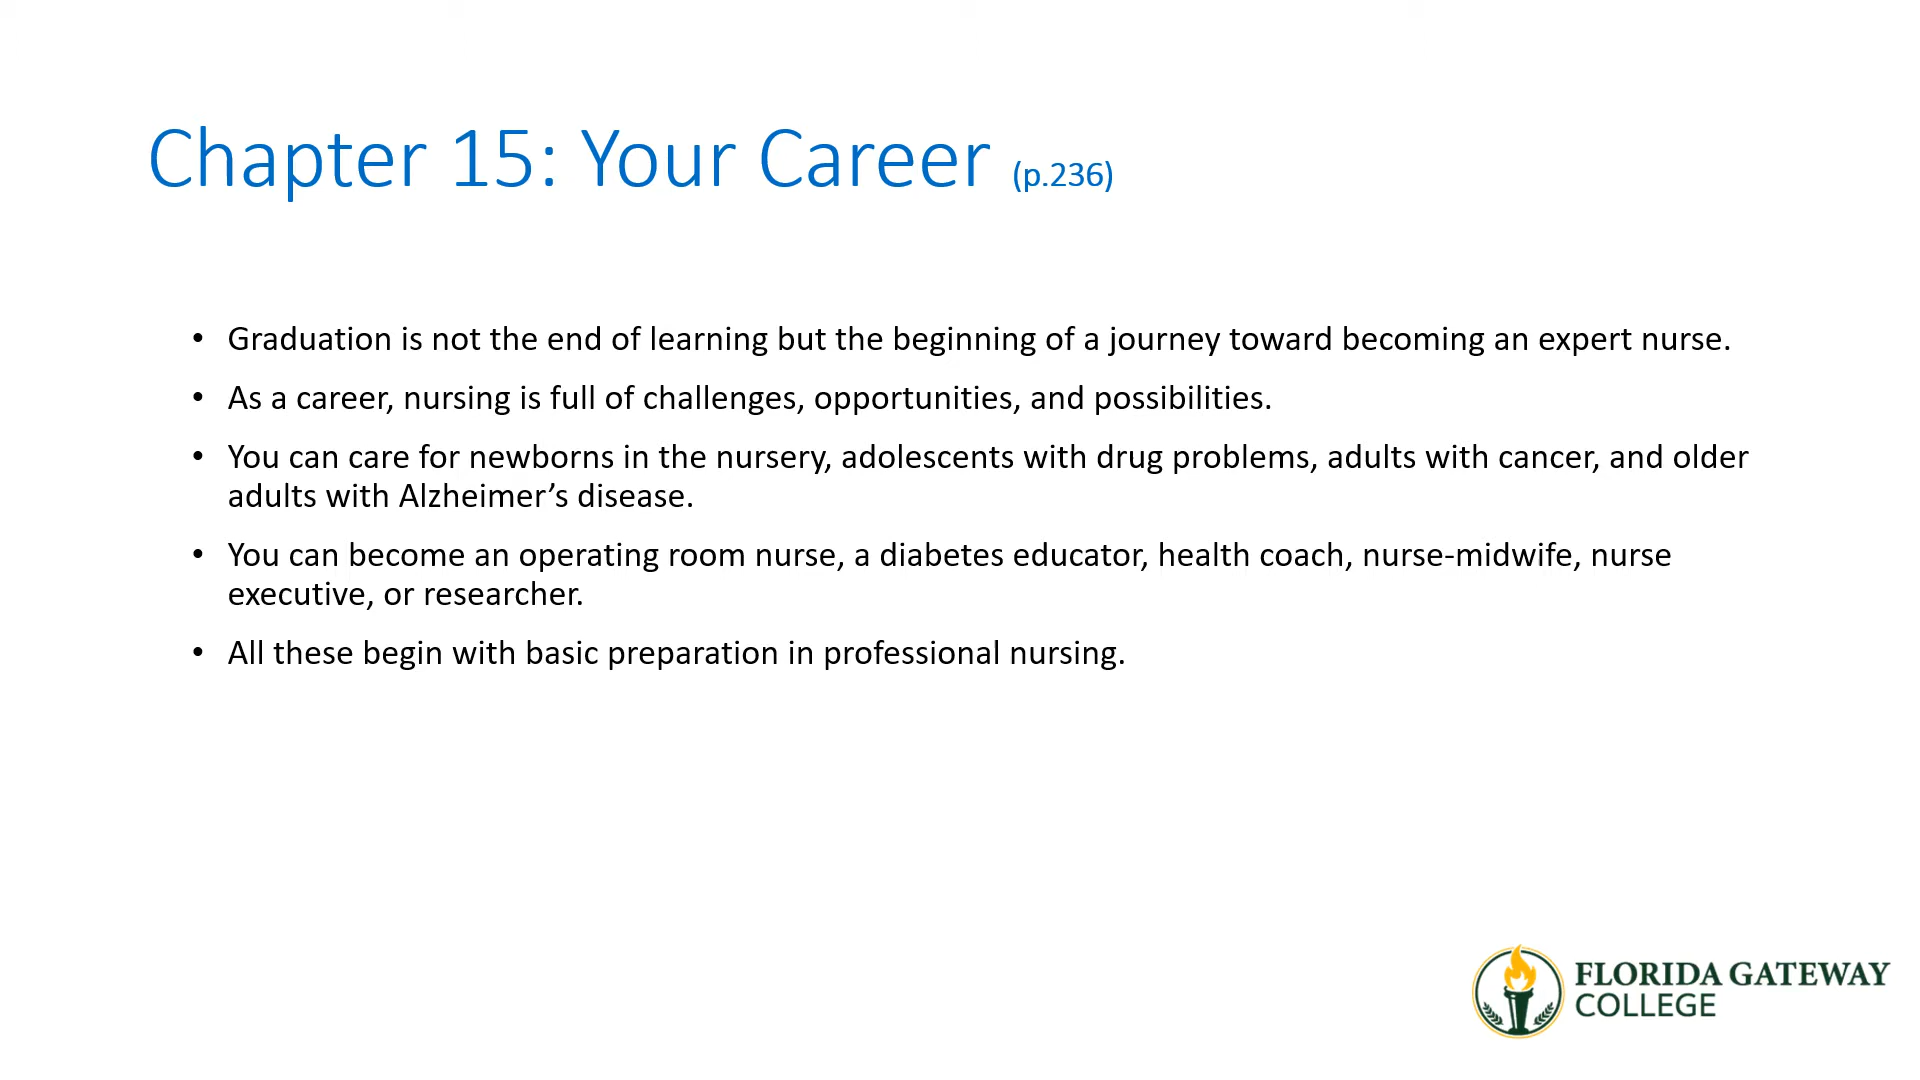 Chapter 15: Your Career (p.236)
• Graduation is not the end of learning but the beginning of a journey toward becoming an expert nurse.
• As a career, nursing is full of challenges, opportunities, and possibilities.
• You can care for newborns in the nursery, adolescents with drug problems, adults with cancer, and older
adults with Alzheimer’s disease.
• You can become an operating room nurse, a diabetes educator, health coach, nurse-midwife, nurse
executive, or researcher.
• All these begin with basic preparation in professional nursing.
FLORIDA GATEWAY
COLLEGE